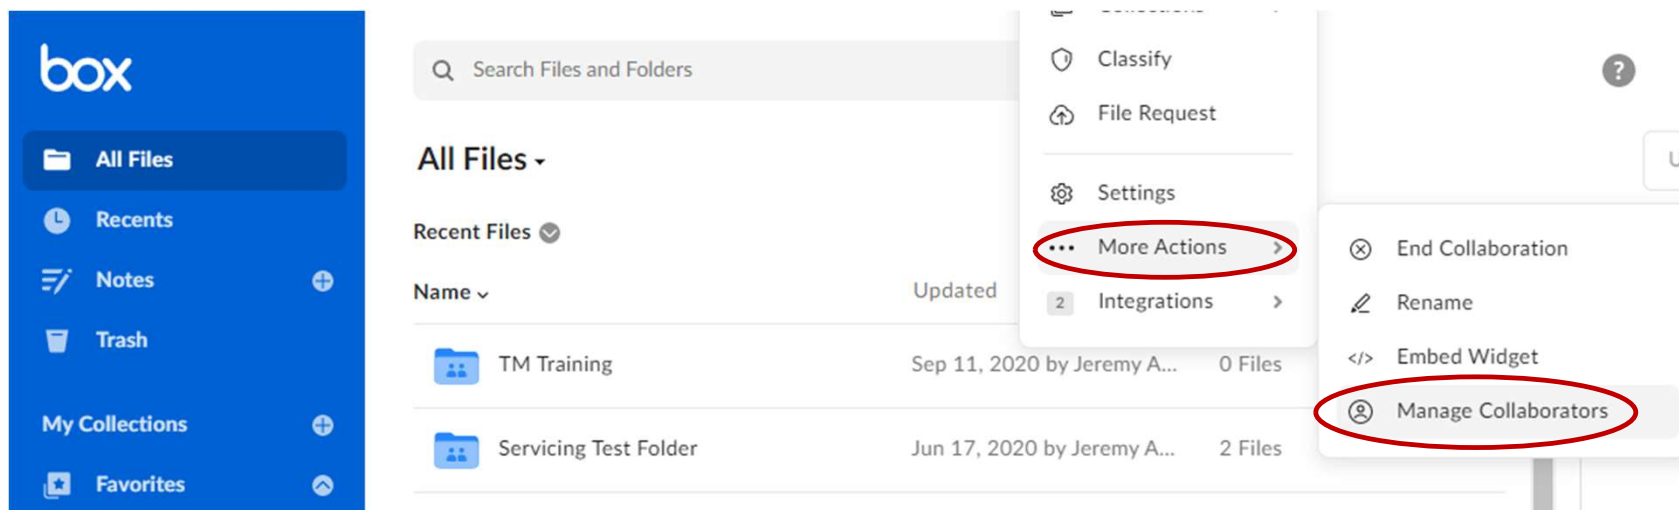 box
All Files
Recents
Notes
Trash
My Collections
Favorites
Search Files and Folders
All Files
Recent Files
Name
Updated
TM Training
Sep 11, 2020 by Jeremy A...
0 Files
Servicing Test Folder
Jun 17, 2020 by Jeremy A...
2 Files
Classify
File Request
Settings
More Actions
2
Integrations
End Collaboration
Rename
</> Embed Widget
Manage Collaborators
?